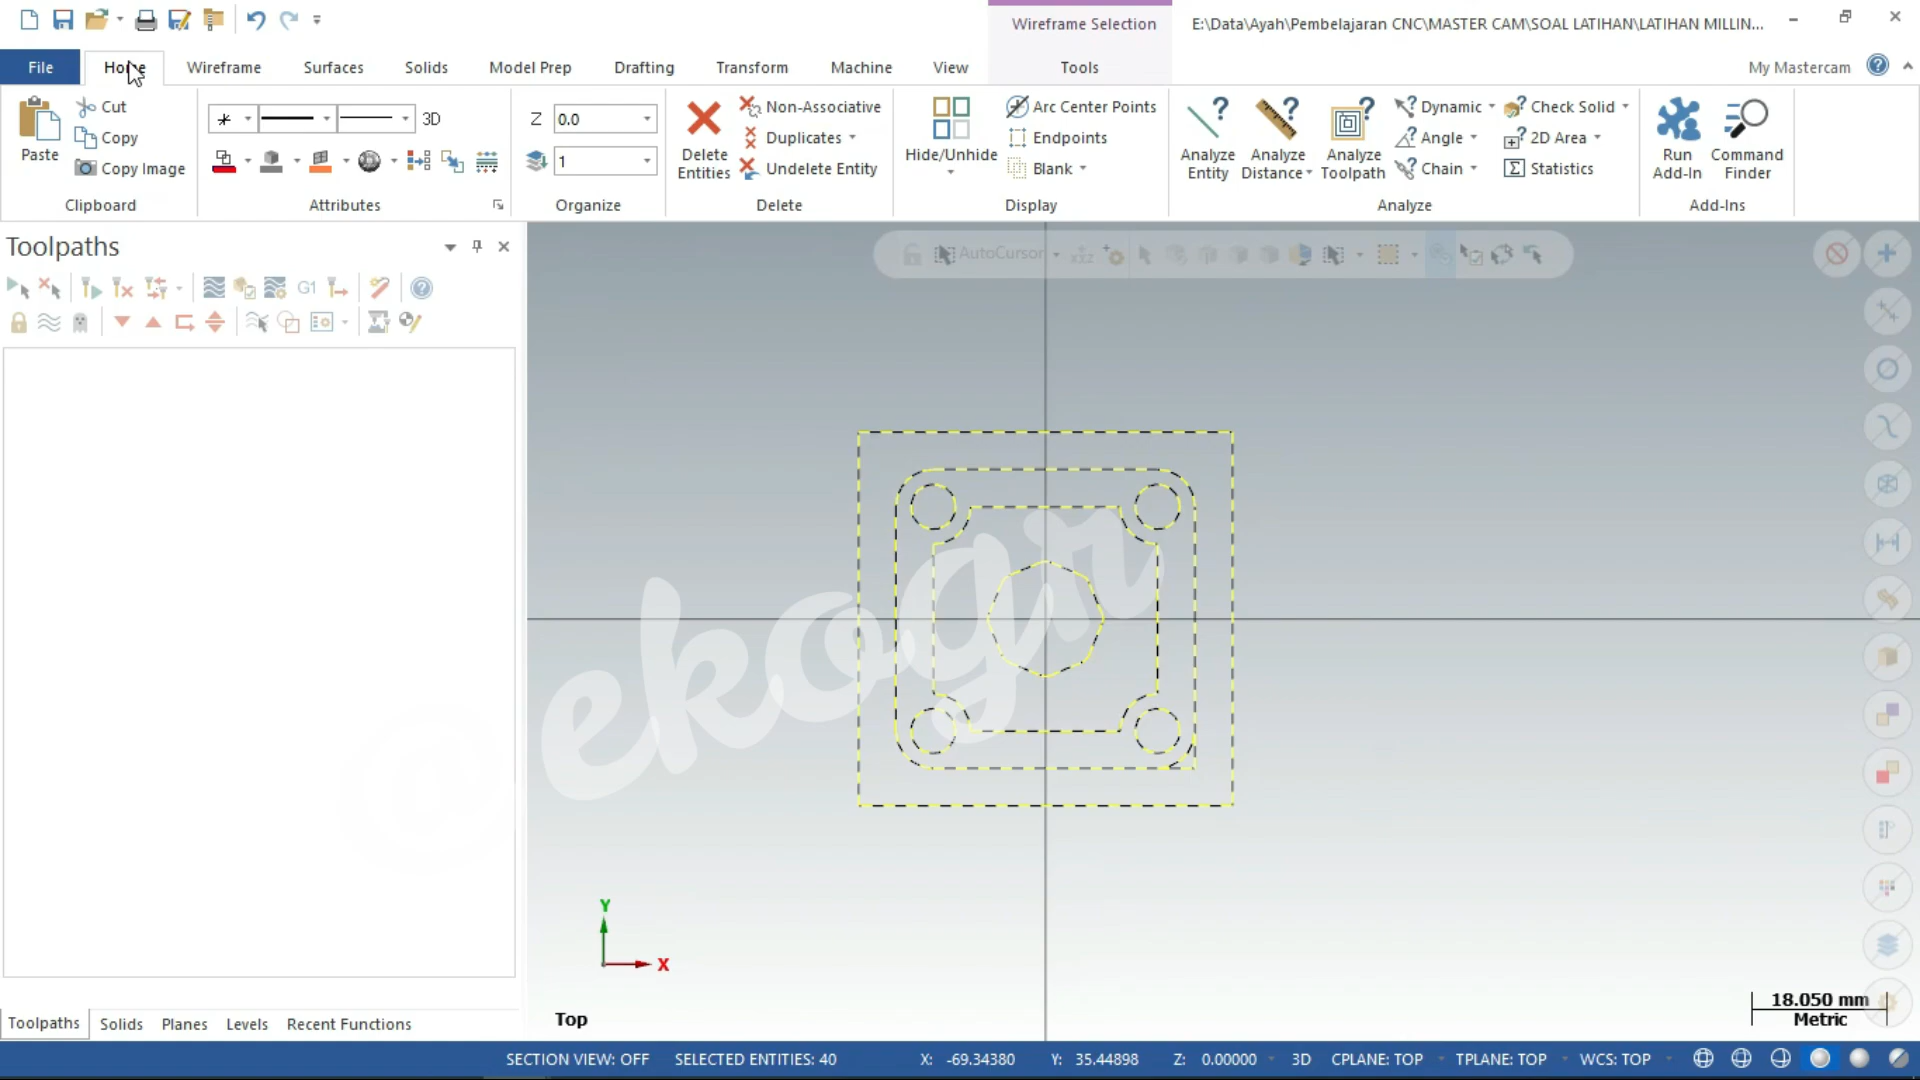 Wireframe Selection
E:\Data\Ayah\Pembelajaran CNC\MASTER CAM\SOAL LATIHAN\LATIHAN MILLIN...
File Home Wireframe Surfaces Solids Model Prep Drafting Transform Machine View Tools My Mastercam
Paste
Cut
Copy
Copy Image
Clipboard
3D
Attributes
Z 0.0
1
Organize
Delete Entities
Non-Associative
Duplicates
Undelete Entity
Delete
Hide/Unhide
Arc Center Points
Endpoints
Blank
Display
Analyze Entity
Analyze Distance
Analyze Toolpath
Dynamic
Angle
Chain
Check Solid
2D Area
Statistics
Analyze
Run Add-In
Command Finder
Add-Ins
Toolpaths
G1
AutoCursor
@ekogr
Y
X
Top
18.050 mm
Metric
Toolpaths Solids Planes Levels Recent Functions
SECTION VIEW: OFF SELECTED ENTITIES: 40 X: -69.34380 Y: 35.44898 Z: 0.00000 3D CPLANE: TOP TPLANE: TOP WCS: TOP